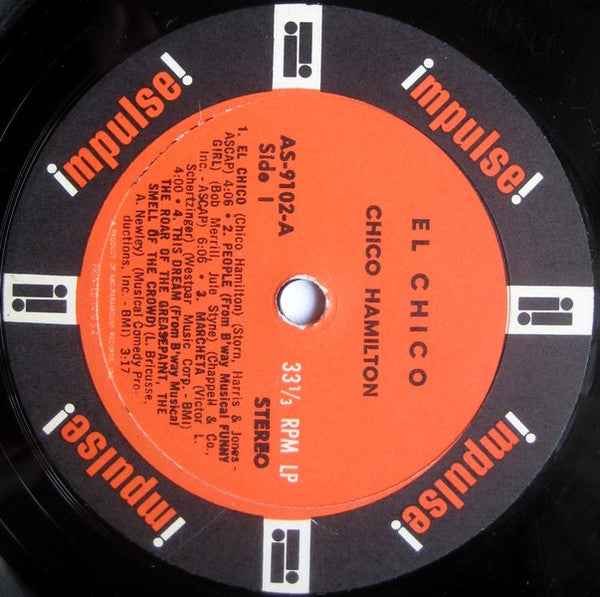 impulse!
impulse!
impulse!
impulse!
EL CHICO
CHICO HAMILTON
AS-9102-A
Side 1
STEREO
33 1/3 RPM LP
1. EL CHICO (Chico Hamilton) (Storn, Harris & Jones -
ASCAP) 4:06 • 2. PEOPLE (From B'way Musical FUNNY
GIRL) (Bob Merrill, Jule Styne) (Chappell & Co.,
Inc. - ASCAP) 6:06 • 3. MARCHETA (Victor L.
Schertzinger) (Westpar Music Corp. - BMI)
4:00 • 4. THIS DREAM (From B'way Musical
THE ROAR OF THE GREASEPAINT, THE
SMELL OF THE CROWD) (L. Bricusse,
A. Newley) (Musical Comedy Pro-
ductions, Inc. BMI) 3:17